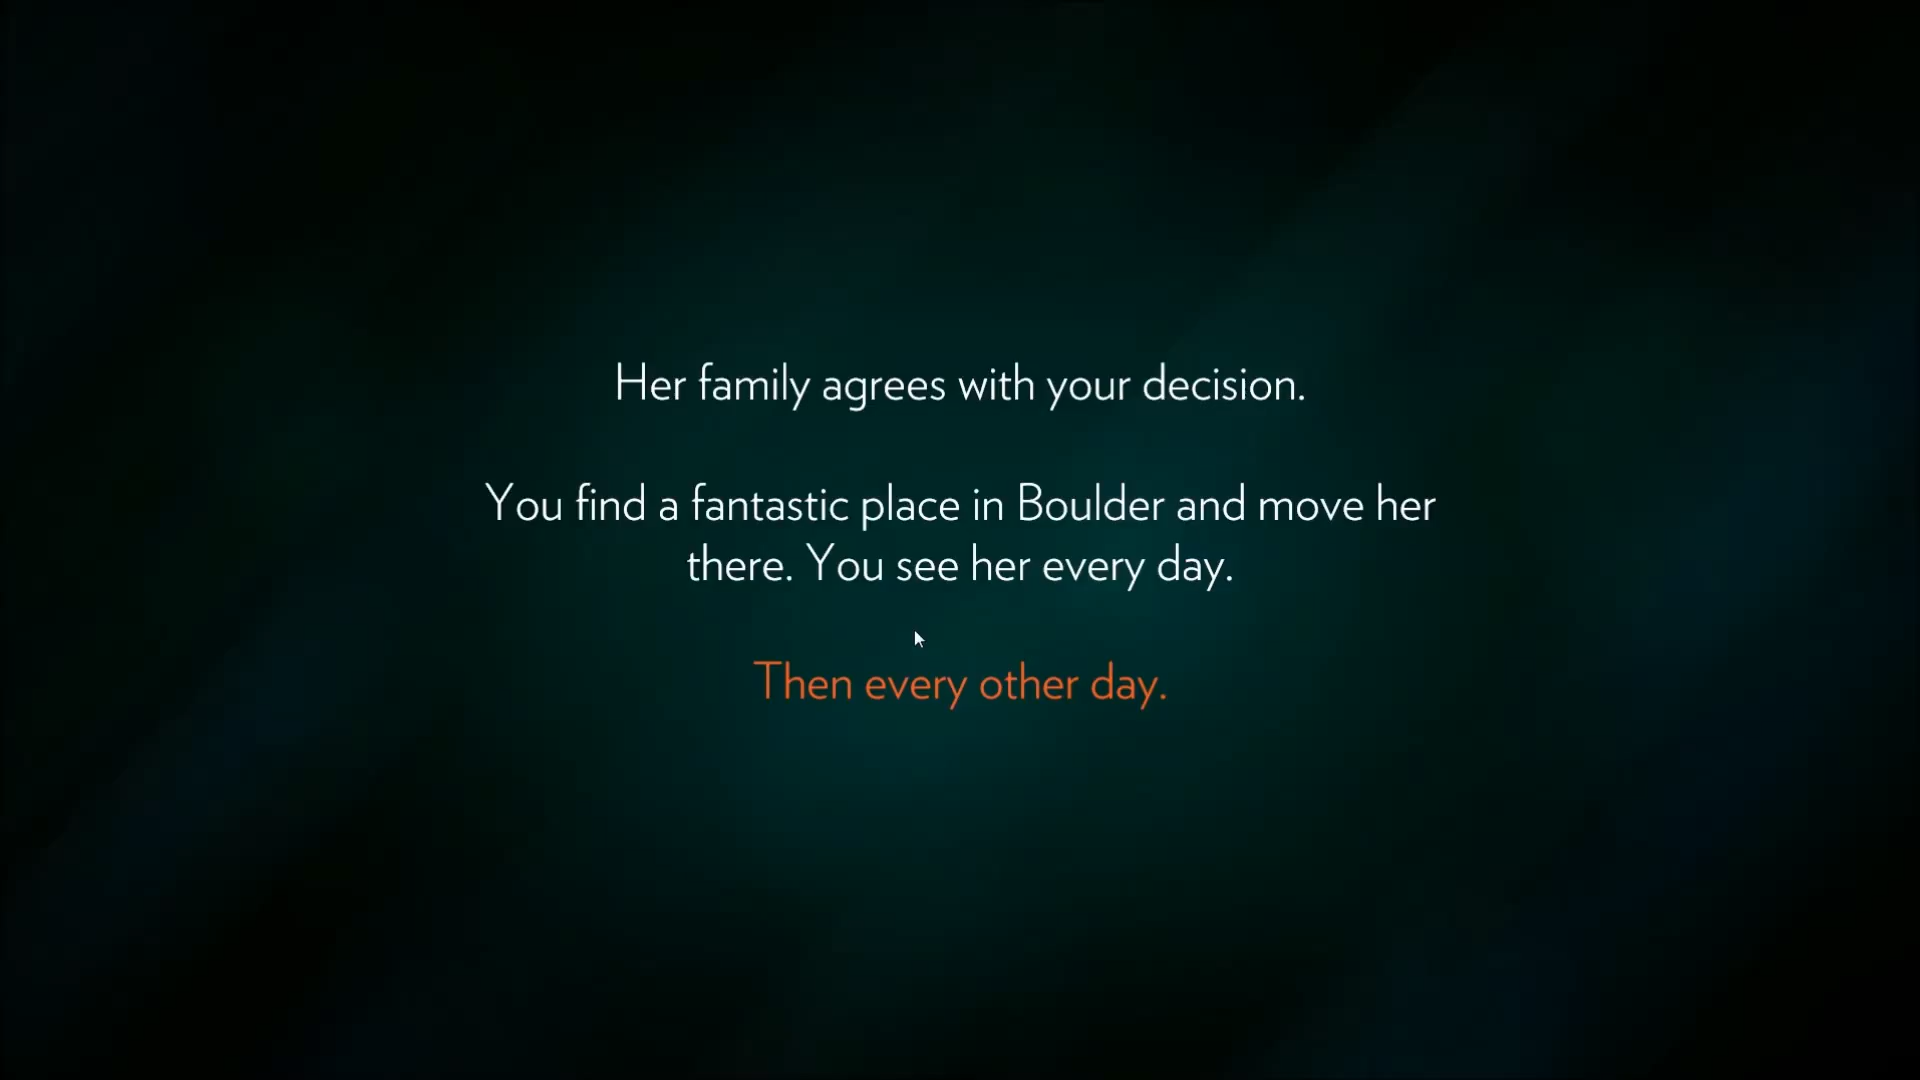 Her family agrees with your decision.
You find a fantastic place in Boulder and move her
there. You see her every day.
Then every other day.